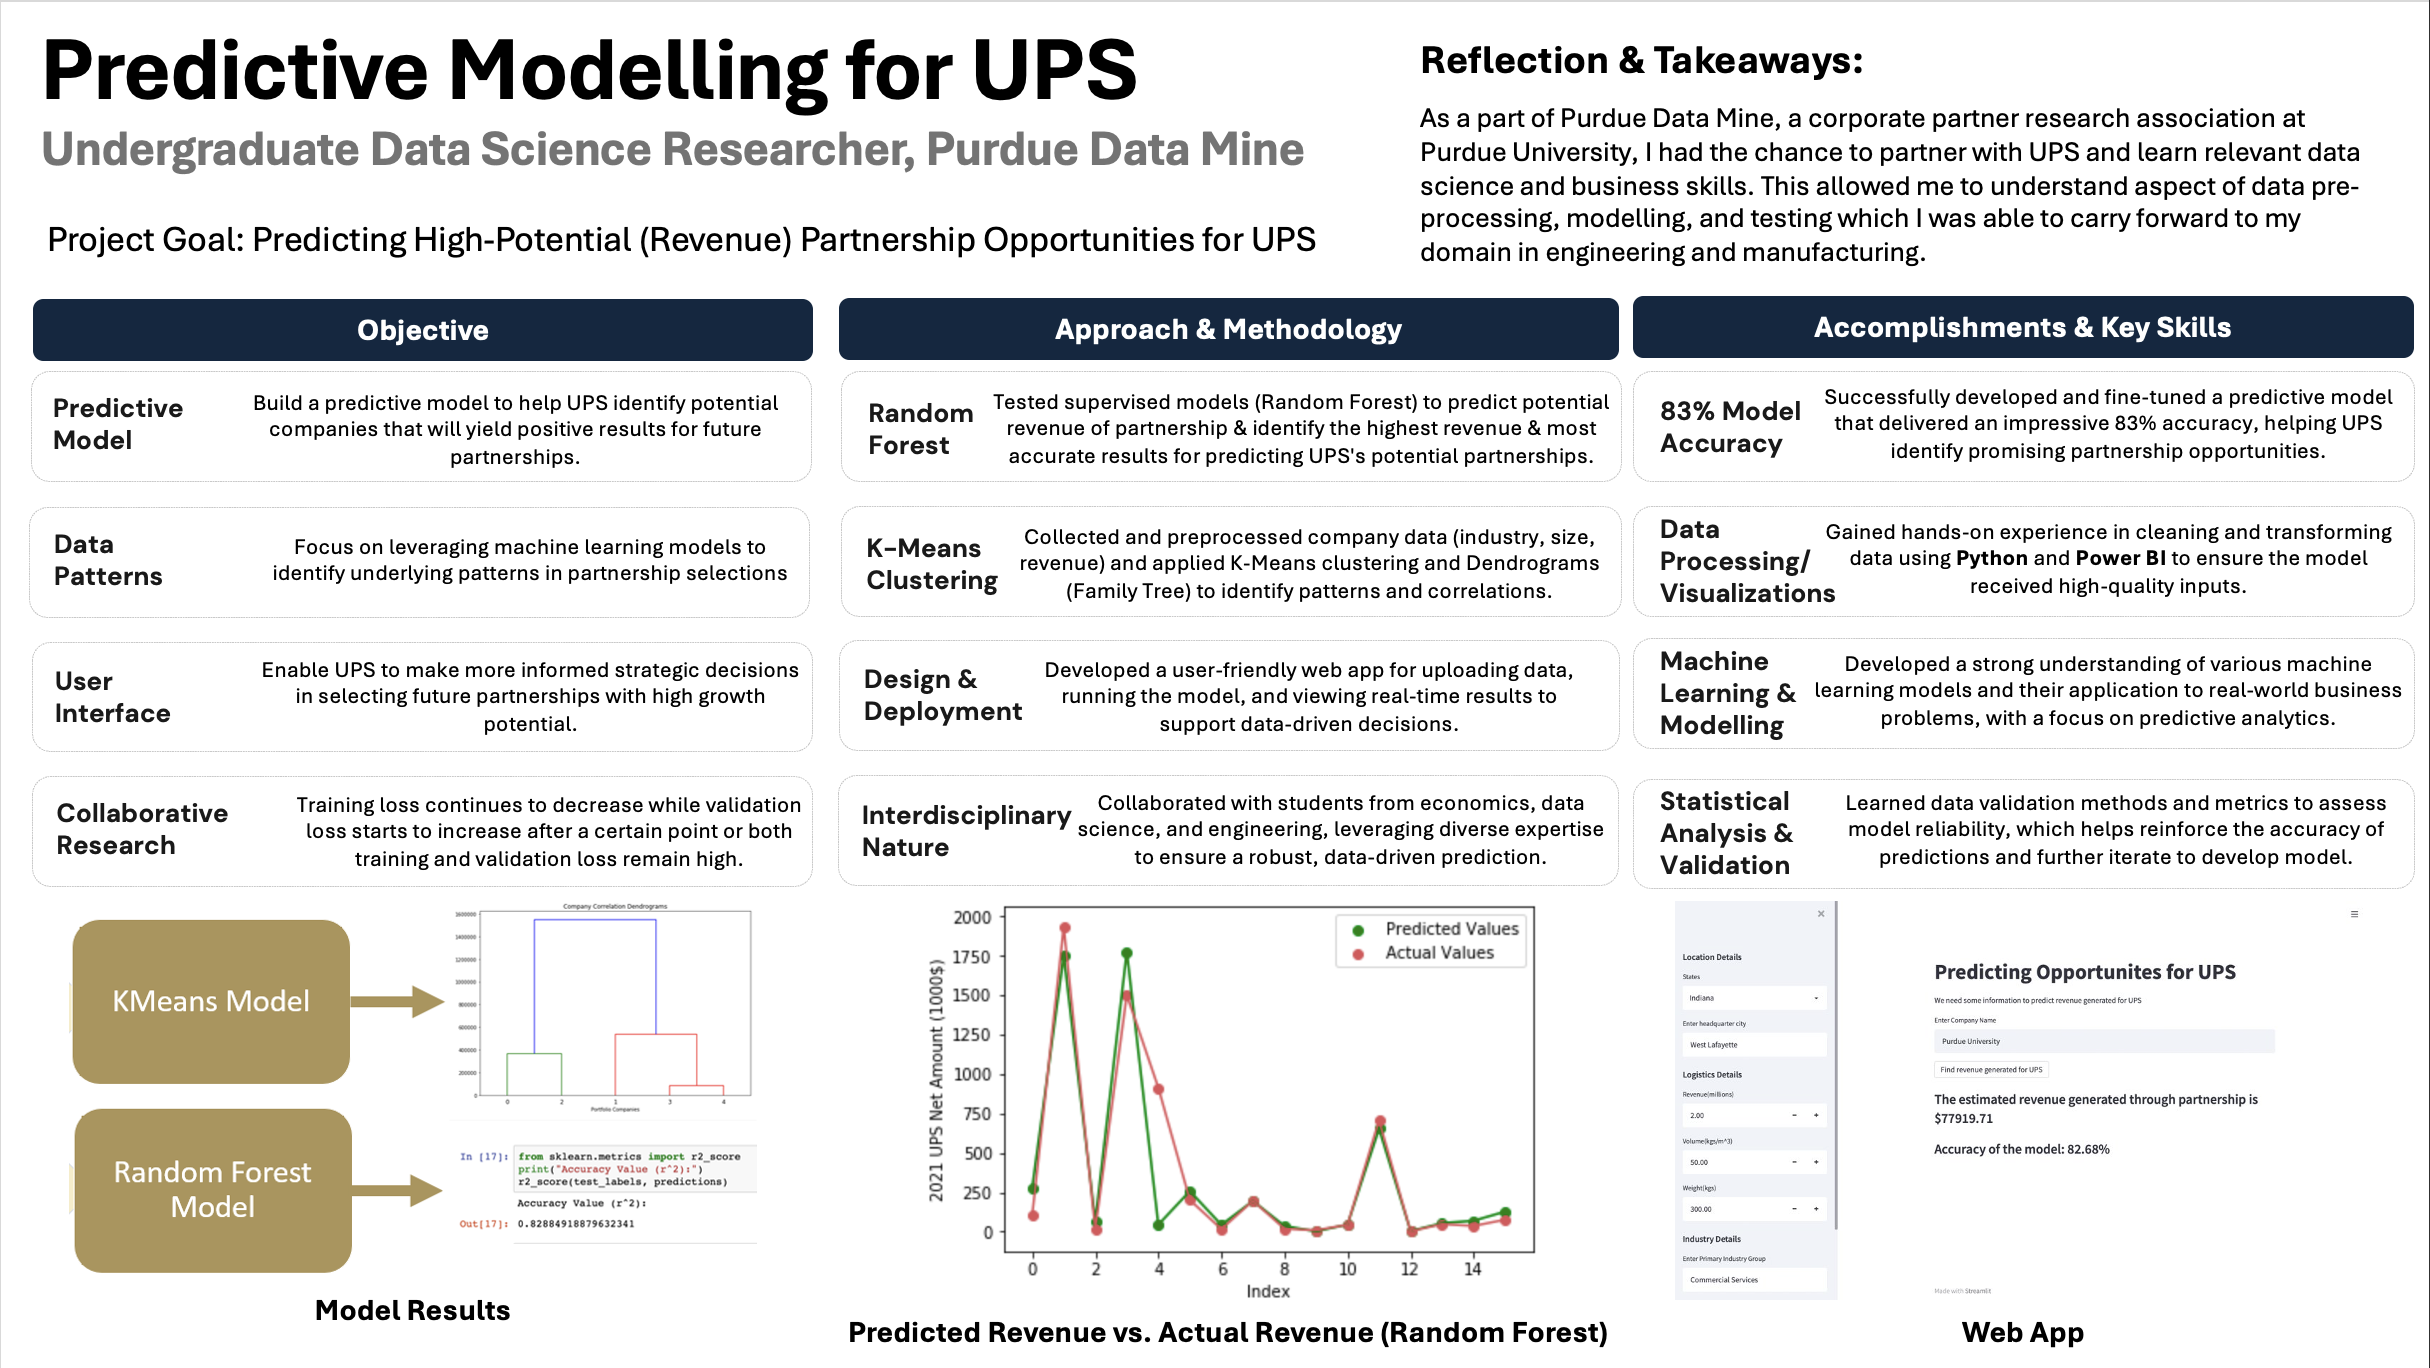 Predictive Modelling for UPS
Undergraduate Data Science Researcher, Purdue Data Mine
Project Goal: Predicting High-Potential (Revenue) Partnership Opportunities for UPS
Reflection & Takeaways:
As a part of Purdue Data Mine, a corporate partner research association at
Purdue University, I had the chance to partner with UPS and learn relevant data
science and business skills. This allowed me to understand aspect of data pre-
processing, modelling, and testing which I was able to carry forward to my
domain in engineering and manufacturing.
Objective
Predictive
Model
Build a predictive model to help UPS identify potential
companies that will yield positive results for future
partnerships.
Data
Patterns
Focus on leveraging machine learning models to
identify underlying patterns in partnership selections
User
Interface
Enable UPS to make more informed strategic decisions
in selecting future partnerships with high growth
potential.
Collaborative
Research
Training loss continues to decrease while validation
loss starts to increase after a certain point or both
training and validation loss remain high.
Approach & Methodology
Random
Forest
Tested supervised models (Random Forest) to predict potential
revenue of partnership & identify the highest revenue & most
accurate results for predicting UPS's potential partnerships.
K-Means
Clustering
Collected and preprocessed company data (industry, size,
revenue) and applied K-Means clustering and Dendrograms
(Family Tree) to identify patterns and correlations.
Design &
Deployment
Developed a user-friendly web app for uploading data,
running the model, and viewing real-time results to
support data-driven decisions.
Interdisciplinary
Nature
Collaborated with students from economics, data
science, and engineering, leveraging diverse expertise
to ensure a robust, data-driven prediction.
Accomplishments & Key Skills
83% Model
Accuracy
Successfully developed and fine-tuned a predictive model
that delivered an impressive 83% accuracy, helping UPS
identify promising partnership opportunities.
Data
Processing/
Visualizations
Gained hands-on experience in cleaning and transforming
data using Python and Power BI to ensure the model
received high-quality inputs.
Machine
Learning &
Modelling
Developed a strong understanding of various machine
learning models and their application to real-world business
problems, with a focus on predictive analytics.
Statistical
Analysis &
Validation
Learned data validation methods and metrics to assess
model reliability, which helps reinforce the accuracy of
predictions and further iterate to develop model.
KMeans Model
Company Correlation Dendrograms
1600000
1400000
1200000
1000000
800000
600000
400000
200000
0
0 2 1 3 4
Portfolio Companies
Random Forest
Model
In [17]: from sklearn.metrics import r2_score
print("Accuracy Value (r^2):")
r2_score(test_labels, predictions)
Accuracy Value (r^2):
Out[17]: 0.82884918879632341
Model Results
2021 UPS Net Amount (1000$)
2000
1750
1500
1250
1000
750
500
250
0
Predicted Values
Actual Values
0 2 4 6 8 10 12 14
Index
Predicted Revenue vs. Actual Revenue (Random Forest)
×
Location Details
States
Indiana
Enter headquarter city
West Lafayette
Logistics Details
Revenue(millions)
2.00 − +
Volume(kgs/m^3)
50.00 − +
Weight(kgs)
300.00 − +
Industry Details
Enter Primary Industry Group
Commercial Services
Predicting Opportunites for UPS
We need some information to predict revenue generated for UPS
Enter Company Name
Purdue University
Find revenue generated for UPS
The estimated revenue generated through partnership is
$77919.71
Accuracy of the model: 82.68%
Made with Streamlit
Web App